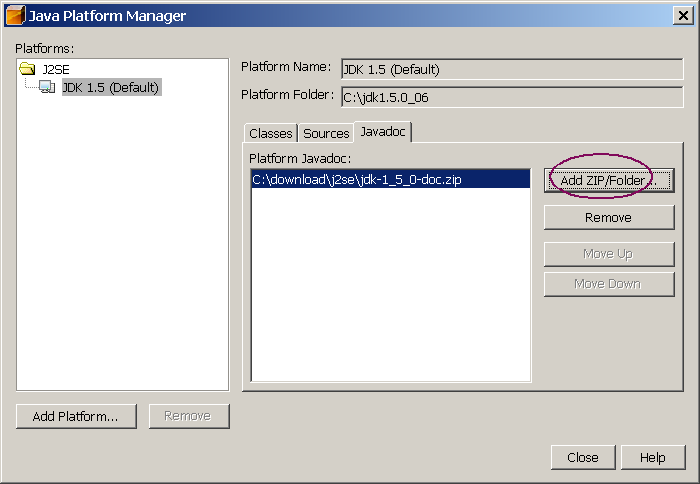 Java Platform Manager
Platforms:
J2SE
JDK 1.5 (Default)
Platform Name: JDK 1.5 (Default)
Platform Folder: C:\jdk1.5.0_06
Classes Sources Javadoc
Platform Javadoc:
C:\download\j2se\jdk-1_5_0-doc.zip
Add ZIP/Folder...
Remove
Move Up
Move Down
Add Platform... Remove
Close Help